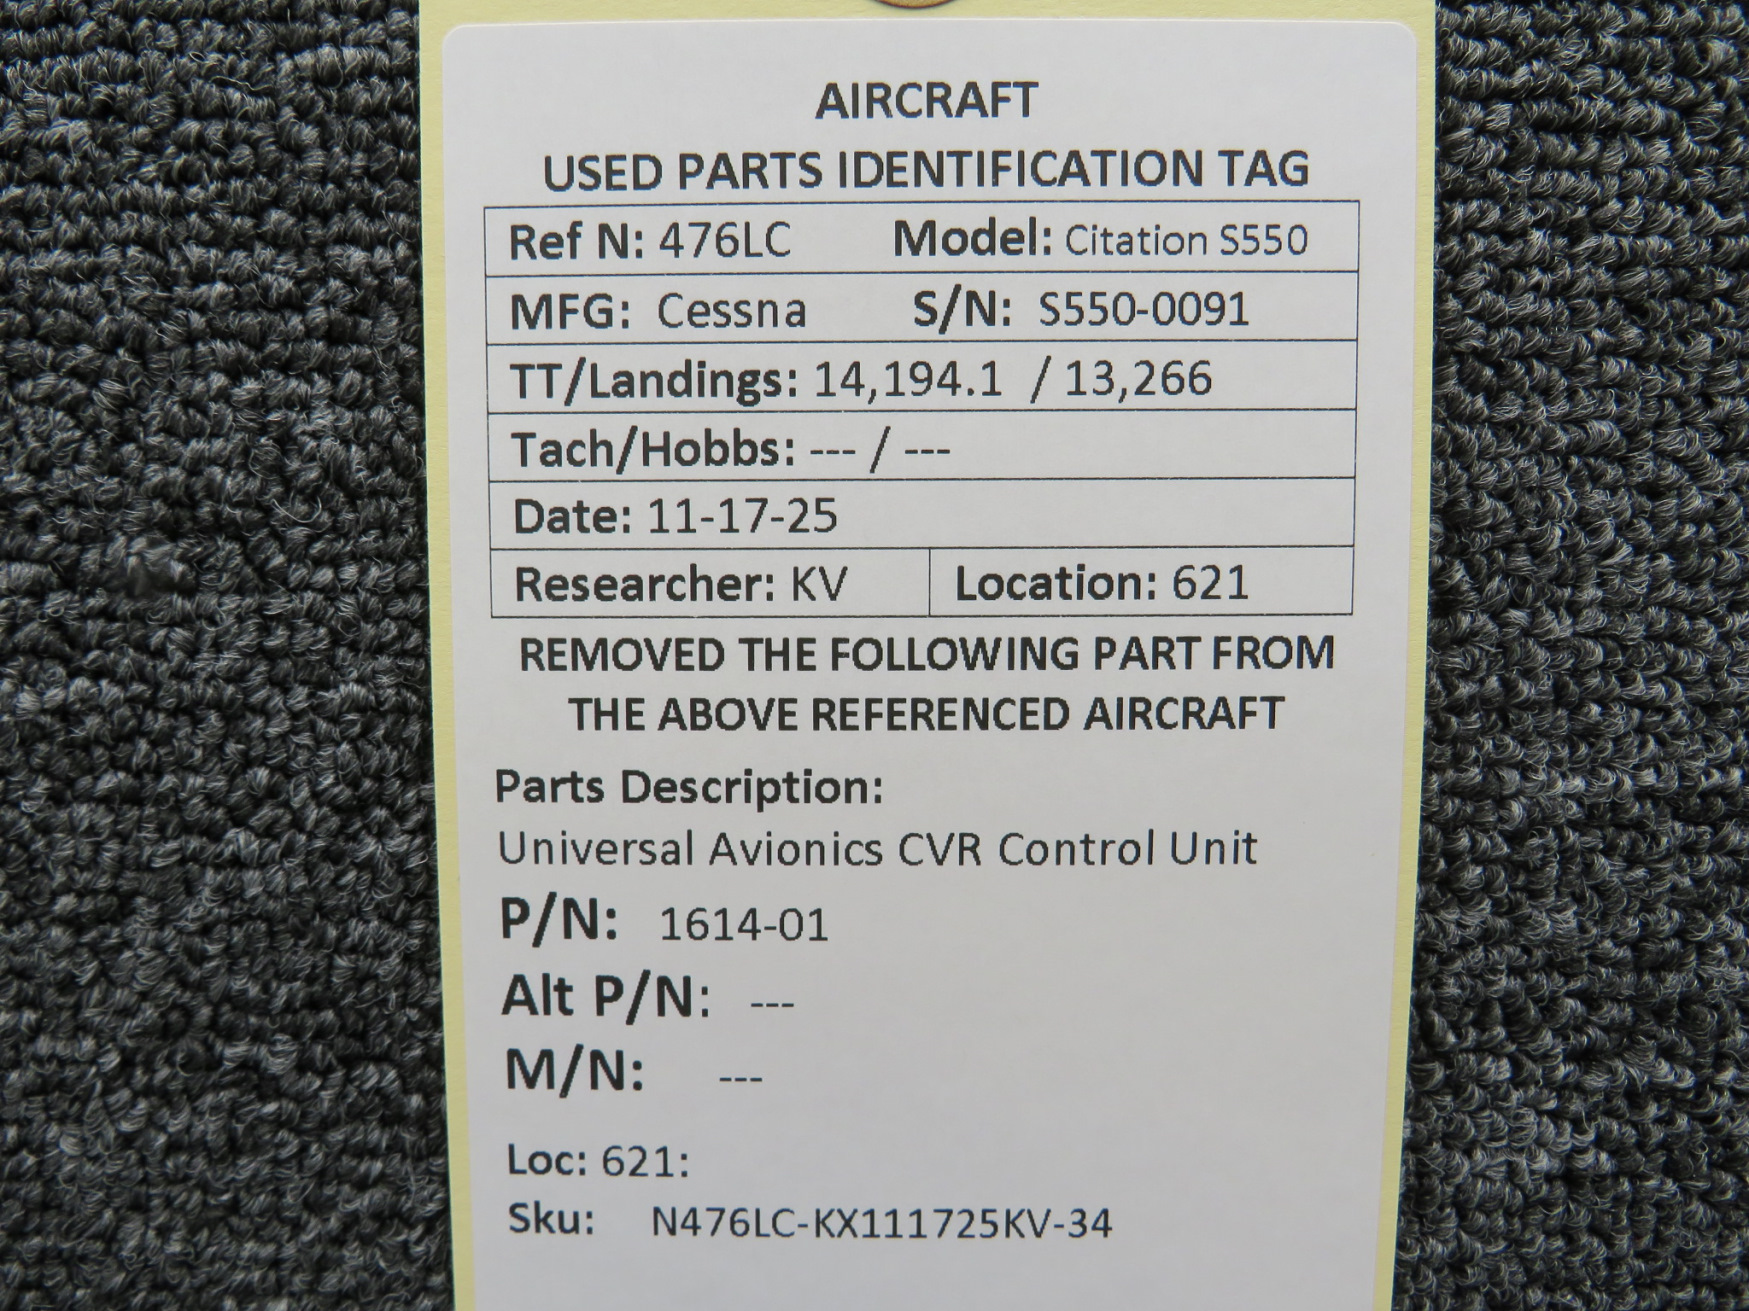 AIRCRAFT
USED PARTS IDENTIFICATION TAG
Ref N: 476LC Model: Citation S550
MFG: Cessna S/N: S550-0091
TT/Landings: 14,194.1 / 13,266
Tach/Hobbs: --- / ---
Date: 11-17-25
Researcher: KV Location: 621
REMOVED THE FOLLOWING PART FROM
THE ABOVE REFERENCED AIRCRAFT
Parts Description:
Universal Avionics CVR Control Unit
P/N: 1614-01
Alt P/N: ---
M/N: ---
Loc: 621:
Sku: N476LC-KX111725KV-34